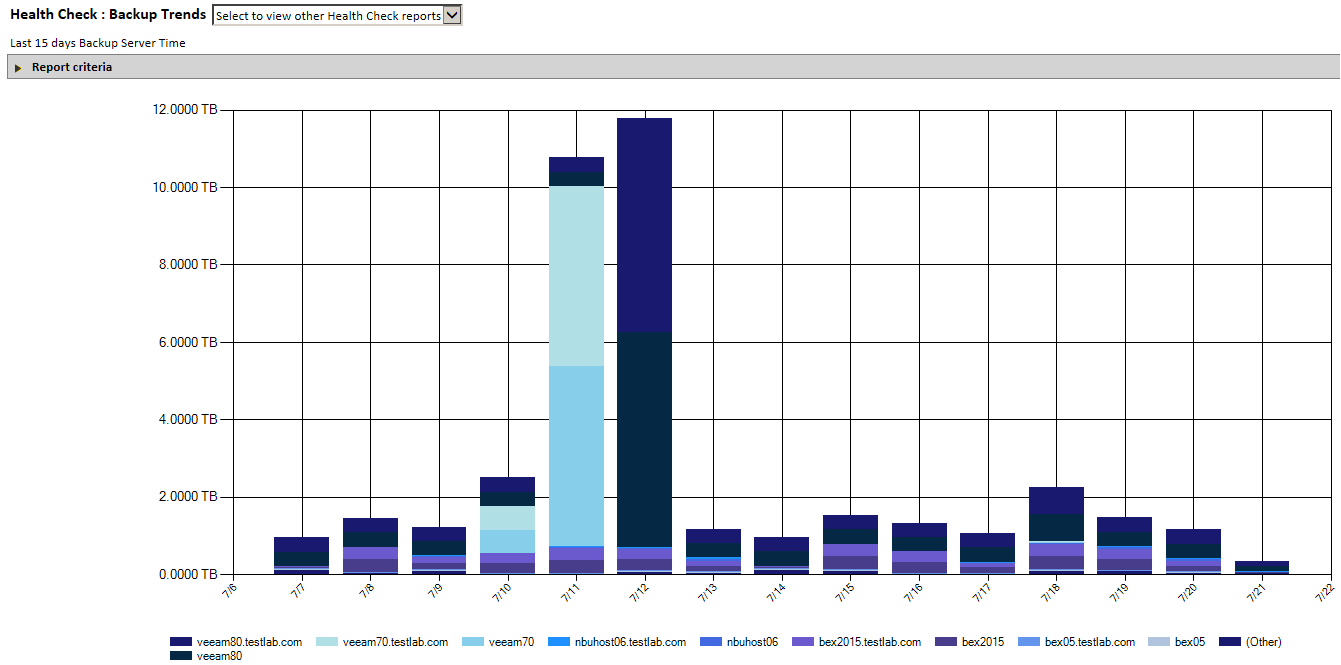 Health Check : Backup Trends Select to view other Health Check reports
Last 15 days Backup Server Time
Report criteria
12.0000 TB
10.0000 TB
8.0000 TB
6.0000 TB
4.0000 TB
2.0000 TB
0.0000 TB
7/6 7/7 7/8 7/9 7/10 7/11 7/12 7/13 7/14 7/15 7/16 7/17 7/18 7/19 7/20 7/21 7/22
veeam80.testlab.com veeam70.testlab.com veeam70 nbuhost06.testlab.com nbuhost06 bex2015.testlab.com bex2015 bex05.testlab.com bex05 (Other)
veeam80